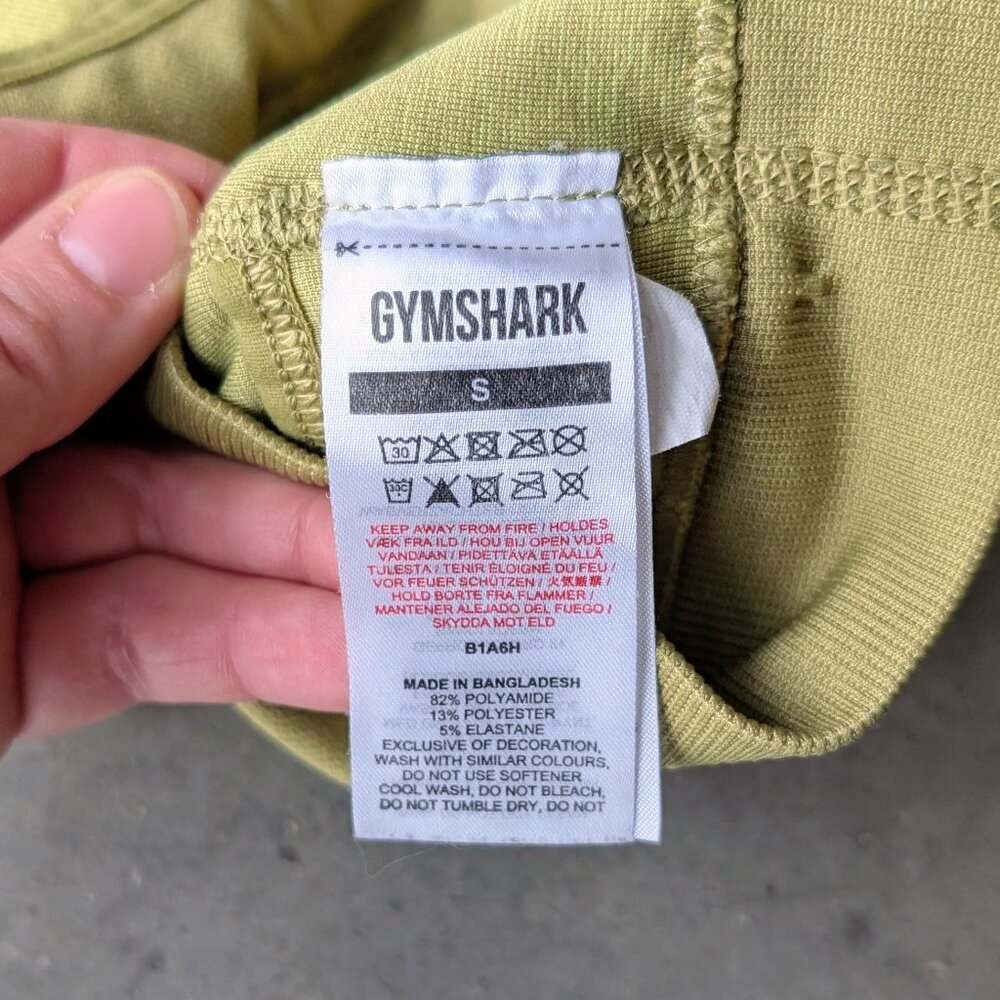 GYMSHARK
S
30
30C
KEEP AWAY FROM FIRE / HOLDES
VÆK FRA ILD / HOU BIJ OPEN VUUR
VANDAAN / PIDETTÄVÄ ETÄÄLLÄ
TULESTA / TENIR ÉLOIGNÉ DU FEU /
VOR FEUER SCHÜTZEN / 火気厳禁 /
HOLD BORTE FRA FLAMMER /
MANTENER ALEJADO DEL FUEGO /
SKYDDA MOT ELD
B1A6H
MADE IN BANGLADESH
82% POLYAMIDE
13% POLYESTER
5% ELASTANE
EXCLUSIVE OF DECORATION,
WASH WITH SIMILAR COLOURS,
DO NOT USE SOFTENER
COOL WASH, DO NOT BLEACH,
DO NOT TUMBLE DRY, DO NOT